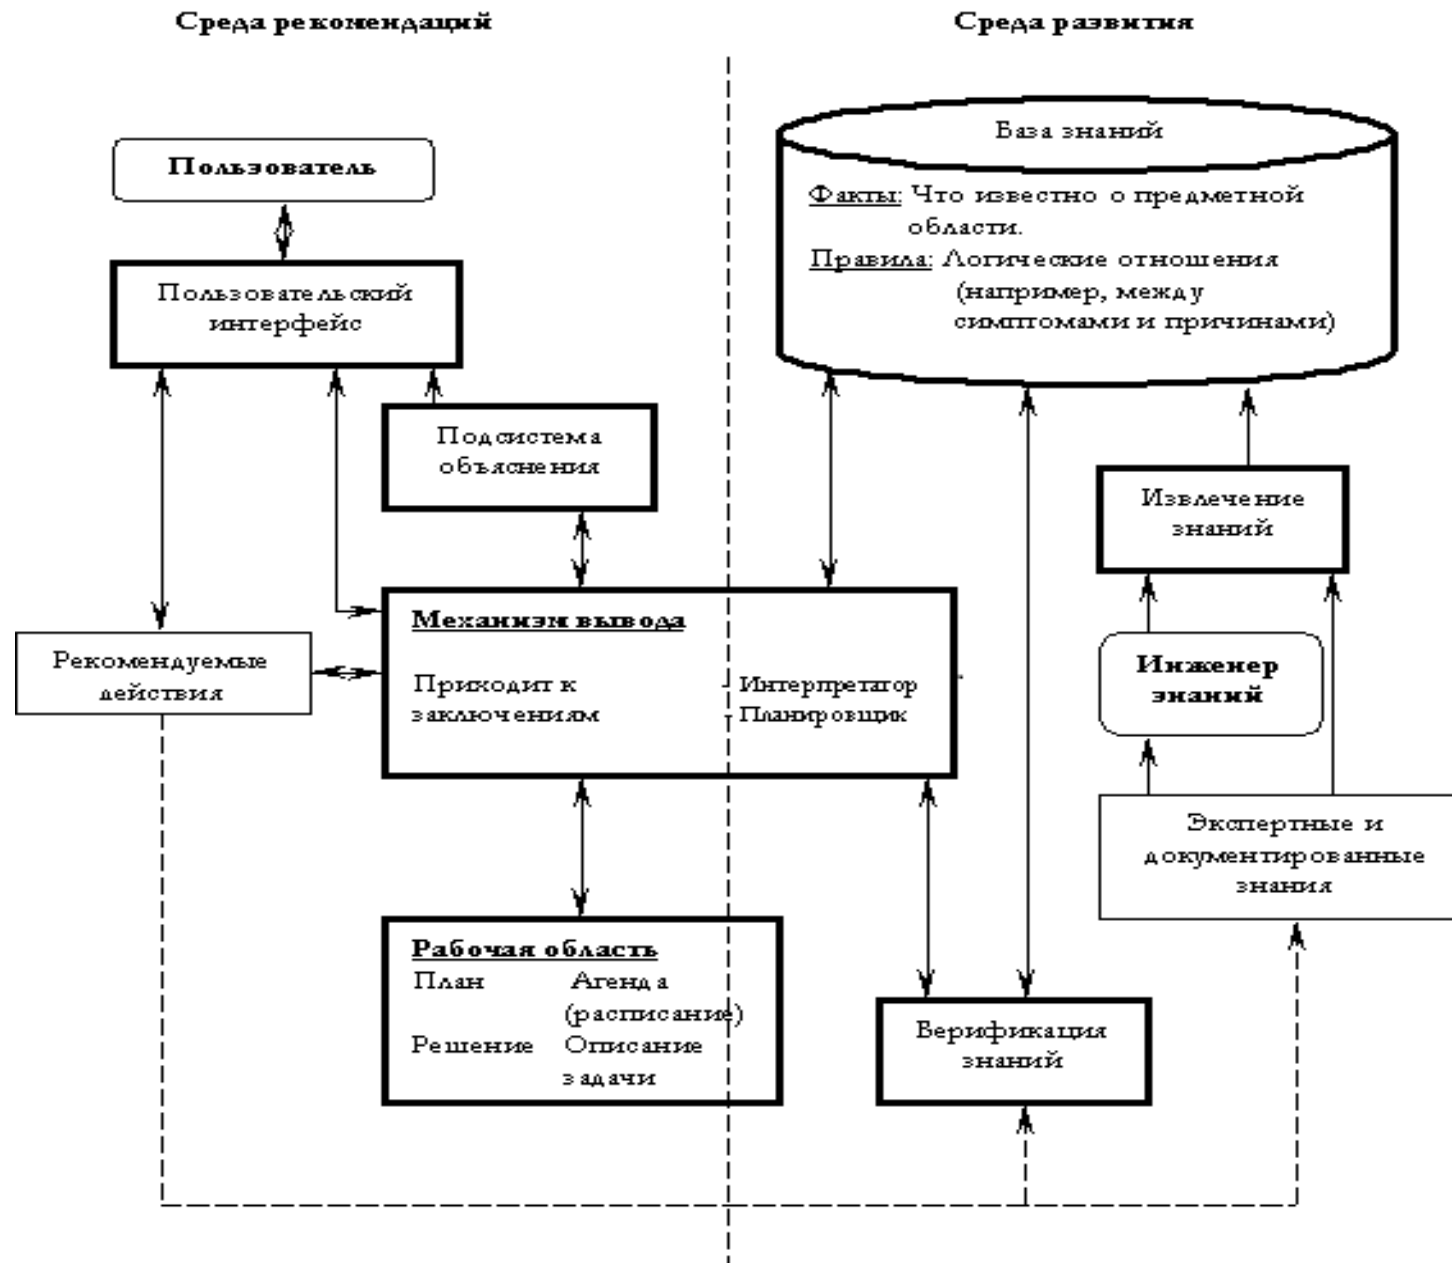 Среда рекомендаций
Среда развития
База знаний
Пользователь
Факты: Что известно о предметной
области.
Правила: Логические отношения
(например, между
симптомами и причинами)
Пользовательский
интерфейс
Подсистема
объяснения
Извлечение
знаний
Механизм вывода
Приходит к
заключениям
- Интерпретатор
- Планировщик
Рекомендуемые
действия
Инженер
знаний
Экспертные и
документированные
знания
Рабочая область
План Агенда
(расписание)
Решение Описание
задачи
Верификация
знаний